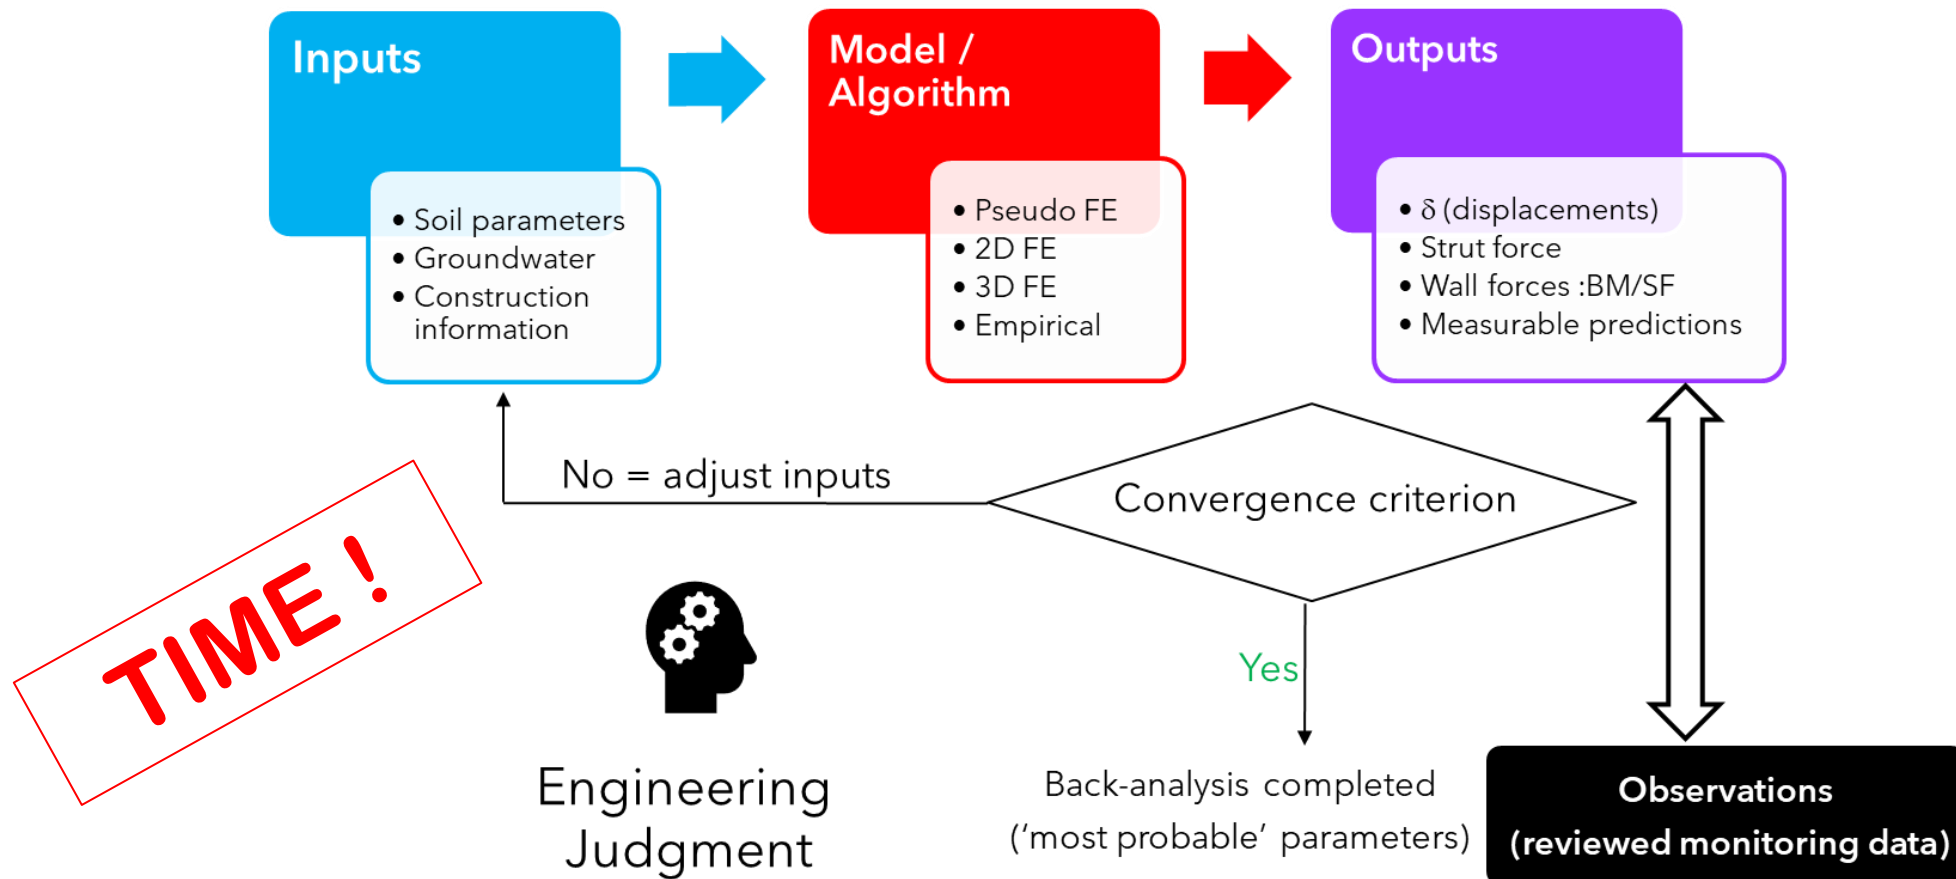 Inputs
• Soil parameters
• Groundwater
• Construction
information
Model /
Algorithm
• Pseudo FE
• 2D FE
• 3D FE
• Empirical
Outputs
• δ (displacements)
• Strut force
• Wall forces :BM/SF
• Measurable predictions
No = adjust inputs
Convergence criterion
TIME !
Yes
Engineering
Judgment
Back-analysis completed
(‘most probable’ parameters)
Observations
(reviewed monitoring data)